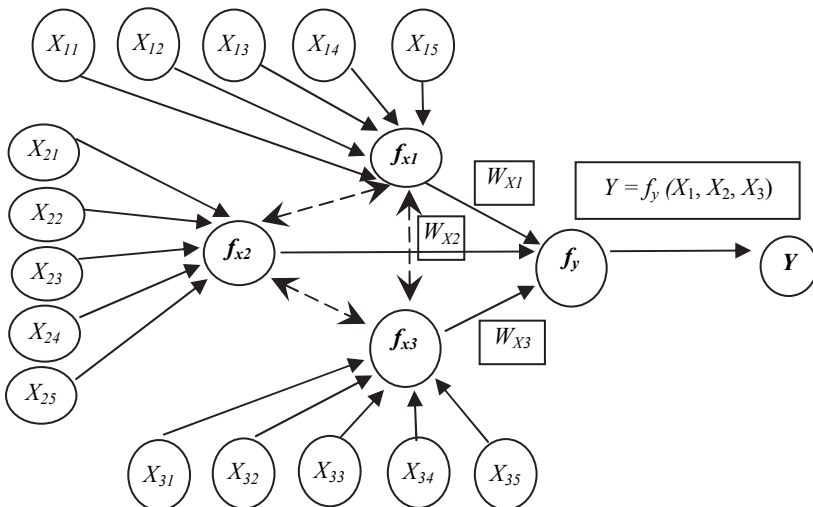 X11 X12 X13 X14 X15
X21
fx1
WX1
Y = fy (X1, X2, X3)
X22
X23
fx2
WX2
fy
Y
X24
fx3
WX3
X25
X31 X32 X33 X34 X35